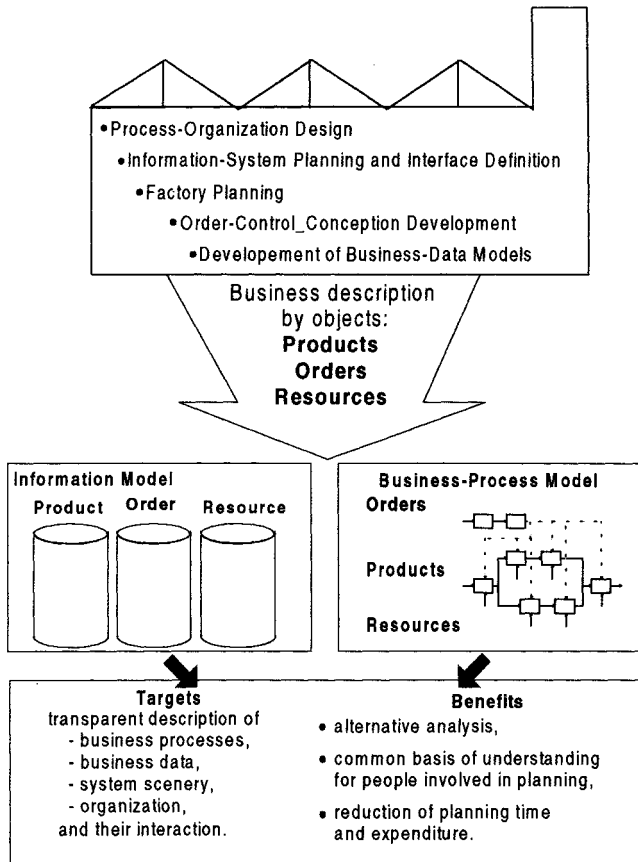 •Process-Organization Design
•Information-System Planning and Interface Definition
•Factory Planning
•Order-Control_Conception Development
•Developement of Business-Data Models
Business description
by objects:
Products
Orders
Resources
Information Model
Product Order Resource
Business-Process Model
Orders
Products
Resources
Targets
transparent description of
- business processes,
- business data,
- system scenery,
- organization,
and their interaction.
Benefits
• alternative analysis,
• common basis of understanding
for people involved in planning,
• reduction of planning time
and expenditure.